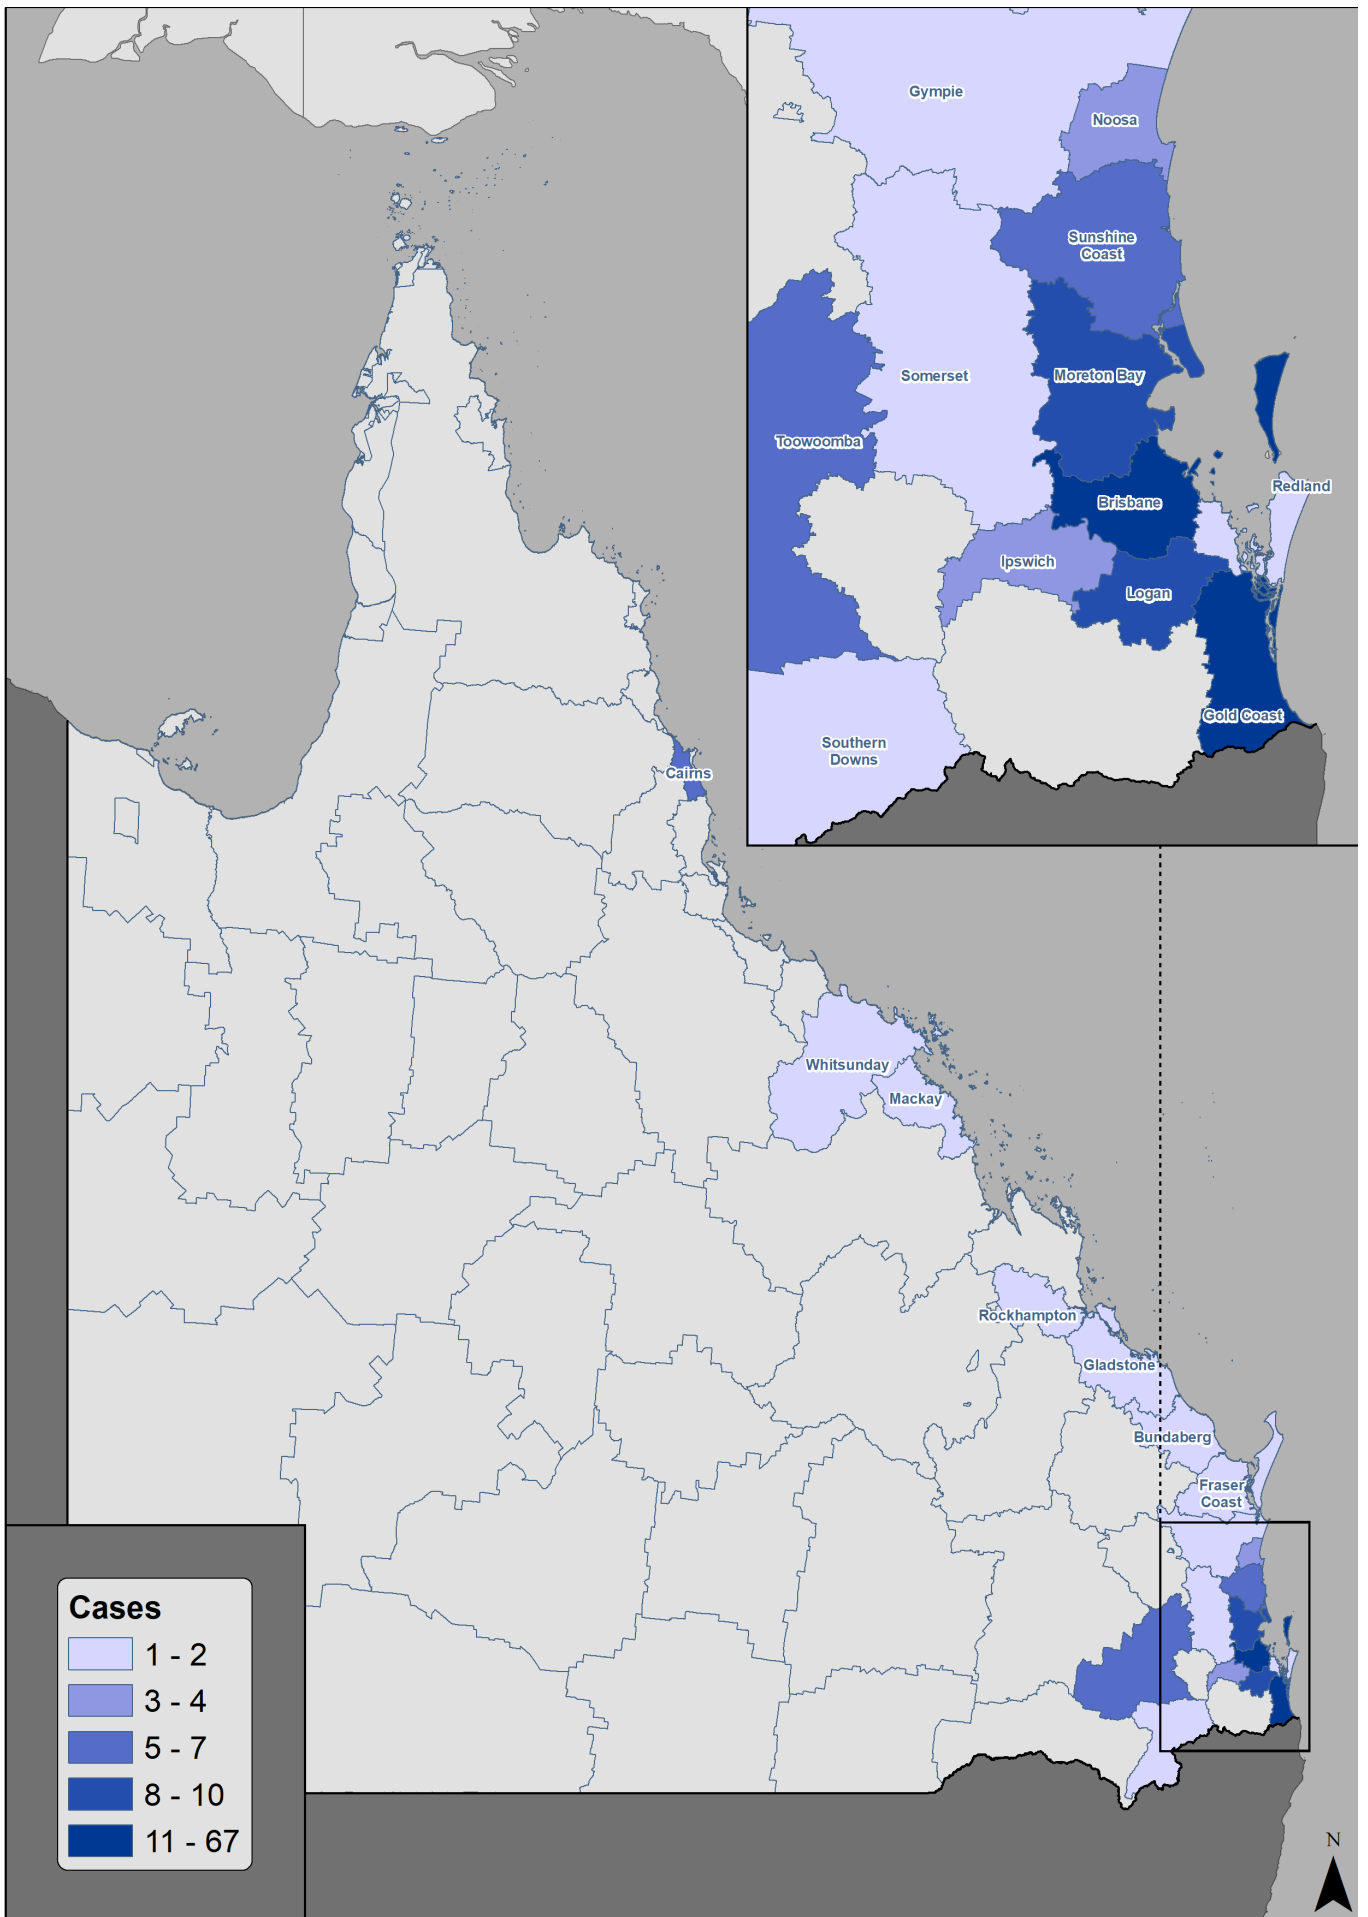 Gympie
Noosa
Sunshine
Coast
Somerset
Moreton Bay
Toowoomba
Redland
Brisbane
Ipswich
Logan
Gold Coast
Southern
Downs
Cairns
Whitsunday
Mackay
Rockhampton
Gladstone
Bundaberg
Fraser
Coast
Cases
1 - 2
3 - 4
5 - 7
8 - 10
11 - 67
N